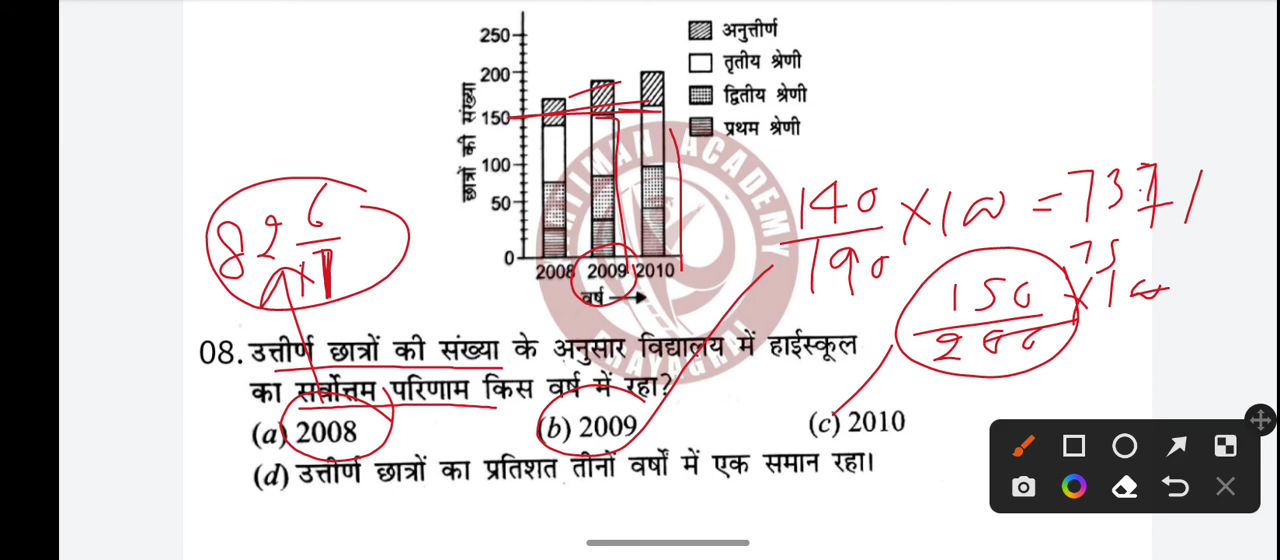 250
200
150
100
50
0
छात्रों की संख्या
2008 2009 2010
वर्ष
अनुत्तीर्ण
तृतीय श्रेणी
द्वितीय श्रेणी
प्रथम श्रेणी
ACADEMY
140
190
×100 = 73.7
75
150
200
×100
08. उत्तीर्ण छात्रों की संख्या के अनुसार विद्यालय में हाईस्कूल
का सर्वोत्तम परिणाम किस वर्ष में रहा?
(a) 2008 (b) 2009 (c) 2010
(d) उत्तीर्ण छात्रों का प्रतिशत तीनों वर्षों में एक समान रहा।